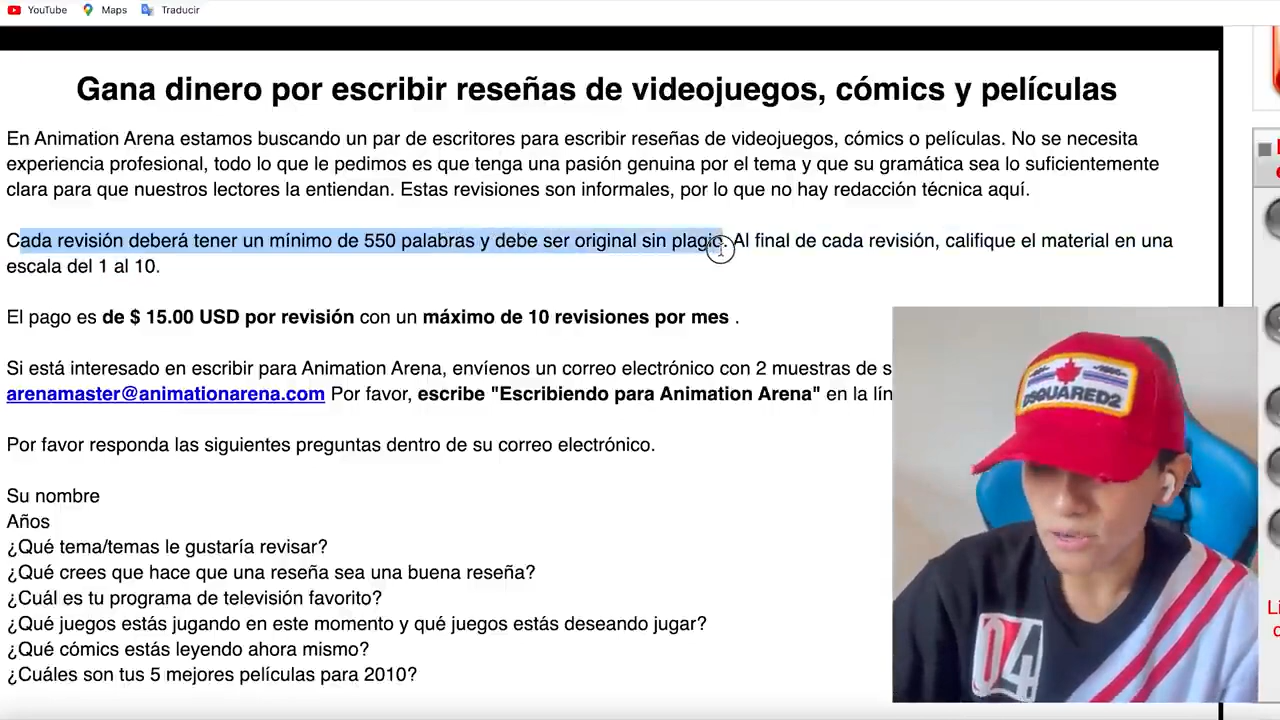 YouTube Maps Traducir
Gana dinero por escribir reseñas de videojuegos, cómics y películas
En Animation Arena estamos buscando un par de escritores para escribir reseñas de videojuegos, cómics o películas. No se necesita
experiencia profesional, todo lo que le pedimos es que tenga una pasión genuina por el tema y que su gramática sea lo suficientemente
clara para que nuestros lectores la entiendan. Estas revisiones son informales, por lo que no hay redacción técnica aquí.
Cada revisión deberá tener un mínimo de 550 palabras y debe ser original sin plagio. Al final de cada revisión, califique el material en una
escala del 1 al 10.
El pago es de $ 15.00 USD por revisión con un máximo de 10 revisiones por mes .
Si está interesado en escribir para Animation Arena, envíenos un correo electrónico con 2 muestras de s
arenamaster@animationarena.com Por favor, escribe "Escribiendo para Animation Arena" en la lín
Por favor responda las siguientes preguntas dentro de su correo electrónico.
Su nombre
Años
¿Qué tema/temas le gustaría revisar?
¿Qué crees que hace que una reseña sea una buena reseña?
¿Cuál es tu programa de televisión favorito?
¿Qué juegos estás jugando en este momento y qué juegos estás deseando jugar?
¿Qué cómics estás leyendo ahora mismo?
¿Cuáles son tus 5 mejores películas para 2010?
DSQUARED2
04